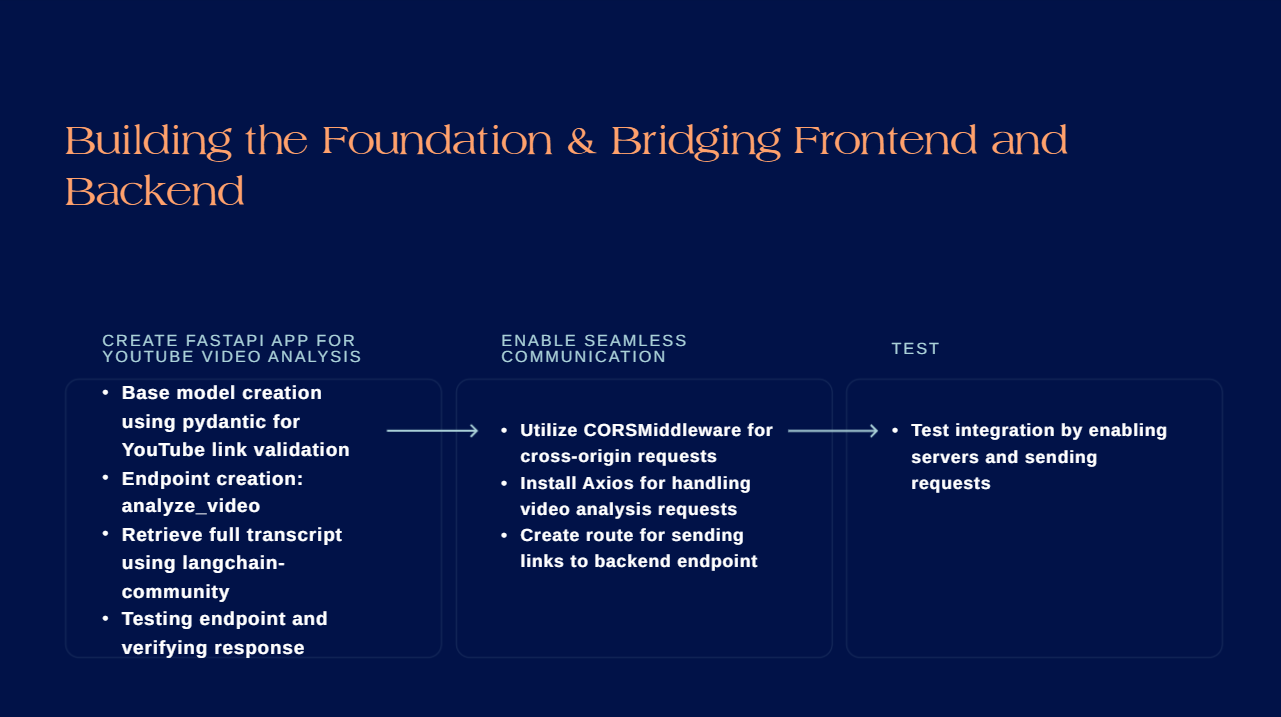 Building the Foundation & Bridging Frontend and
Backend
CREATE FASTAPI APP FOR
YOUTUBE VIDEO ANALYSIS
• Base model creation
using pydantic for
YouTube link validation
• Endpoint creation:
analyze_video
• Retrieve full transcript
using langchain-
community
• Testing endpoint and
verifying response
ENABLE SEAMLESS
COMMUNICATION
• Utilize CORSMiddleware for
cross-origin requests
• Install Axios for handling
video analysis requests
• Create route for sending
links to backend endpoint
TEST
• Test integration by enabling
servers and sending
requests